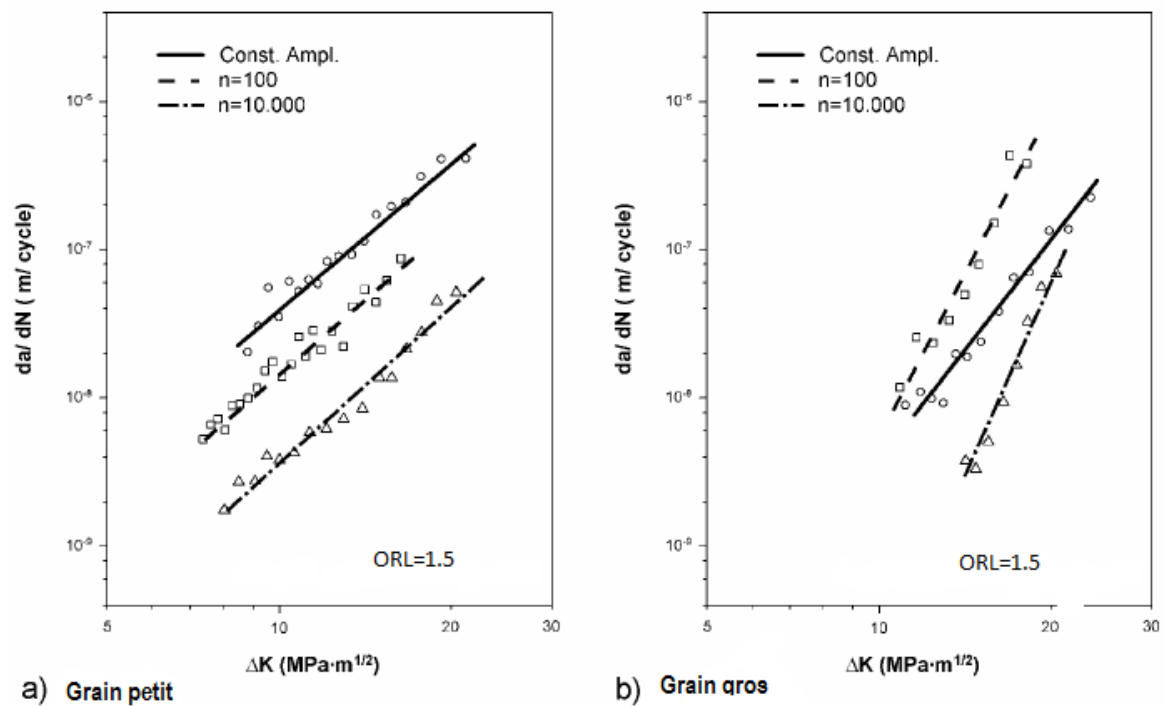 Const. Ampl.
n=100
n=10.000
10⁻⁶
10⁻⁷
10⁻⁸
10⁻⁹
da/ dN ( m/ cycle)
ORL=1.5
5
10
20
30
ΔK (MPa·m^1/2)
a) Grain petit
Const. Ampl.
n=100
n=10.000
10⁻⁶
10⁻⁷
10⁻⁸
10⁻⁹
da/ dN ( m/ cycle)
ORL=1.5
5
10
20
30
ΔK (MPa·m^1/2)
b) Grain gros